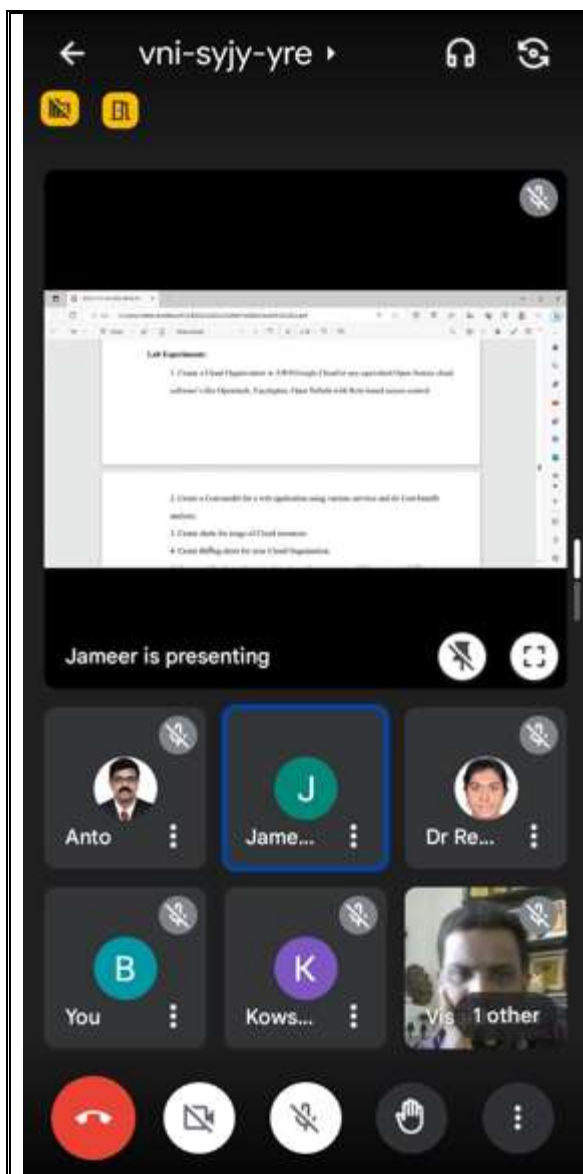 vni-syjy-yre
Lab Experiments:
1. Create a Cloud Organization in AWS/Google Cloud/or any equivalent Open Source cloud
software's like Openstack, Eucalyptus, Open Nebula with Role-based access control
2. Create a Cost-model for a web application using various services and do Cost-benefit
analysis
3. Create alerts for usage of Cloud resources
4. Create Billing alerts for your Cloud Organization
Jameer is presenting
Anto
J
Jame...
Dr Re...
B
You
K
Kows...
Vis
1 other